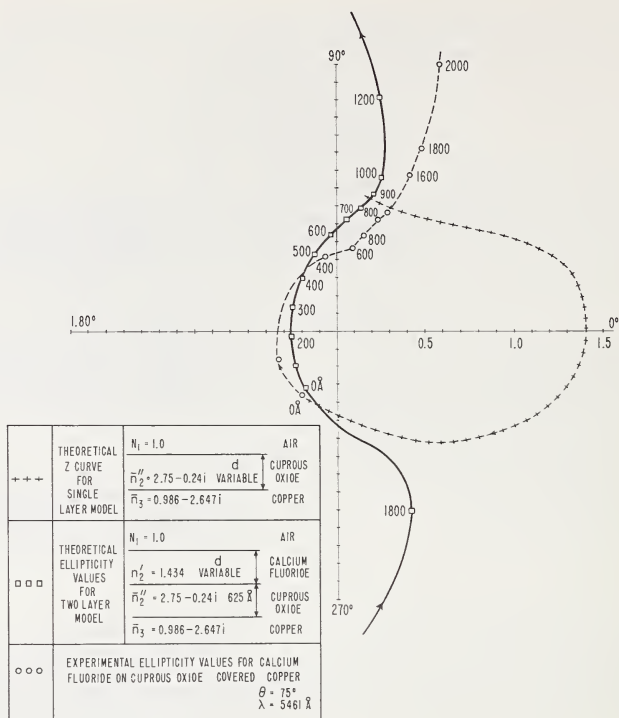 90°
2000
1200
1800
1000
1600
900
700
800
600
800
500
600
400
400
300
1.80°
0°
0.5
1.0
1.5
200
0Å
0Å
1800
270°
THEORETICAL
Z CURVE
FOR
SINGLE
LAYER MODEL
N₁ = 1.0 AIR
d
n̄₂″ = 2.75-0.24i VARIABLE CUPROUS
OXIDE
n̄₃ = 0.986-2.647i COPPER
THEORETICAL
ELLIPTICITY
VALUES
FOR
TWO LAYER
MODEL
N₁ = 1.0 AIR
d
n₂′ = 1.434 VARIABLE CALCIUM
FLUORIDE
n̄₂″ = 2.75-0.24i 625 Å CUPROUS
OXIDE
n̄₃ = 0.986-2.647i COPPER
EXPERIMENTAL ELLIPTICITY VALUES FOR CALCIUM
FLUORIDE ON CUPROUS OXIDE COVERED COPPER
θ = 75°
λ = 5461 Å